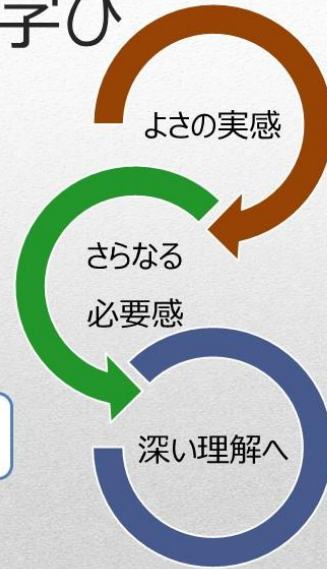 学び
よさの実感
さらなる
必要感
深い理解へ